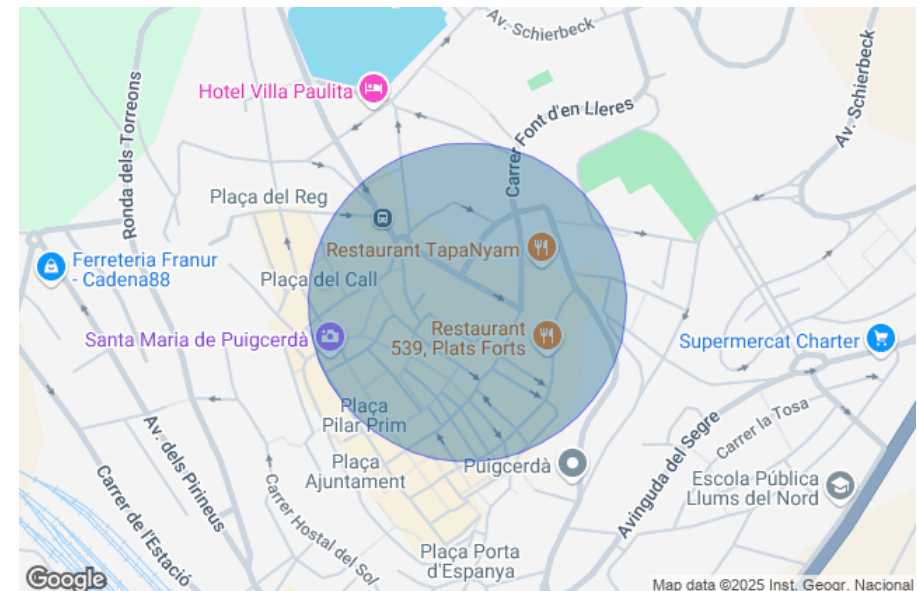 Av. Schierbeck
Hotel Villa Paulita
Ronda dels Torreons
Carrer Font d'en Lleres
Av. Schierbeck
Plaça del Reg
Restaurant TapaNyam
Ferreteria Franur
- Cadena88
Plaça del Call
Santa Maria de Puigcerdà
Restaurant
539, Plats Forts
Supermercat Charter
Plaça
Pilar Prim
Plaça
Ajuntament
Puigcerdà
Av. dels Pirineus
Carrer de l'Estació
Carrer Hostal del Sol
Avinguda del Segre
Carrer la Tosa
Escola Pública
Llums del Nord
Plaça Porta
d'Espanya
Google
Map data ©2025 Inst. Geogr. Nacional